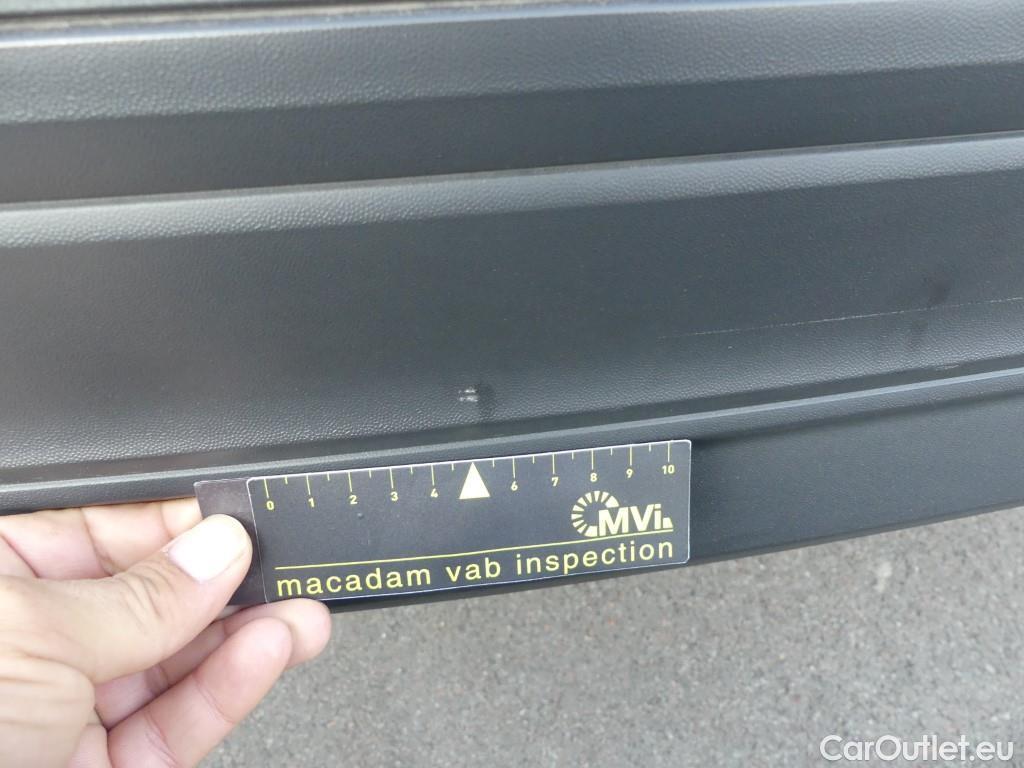 0 1 2 3 4 6 7 8 9 10
MVi
macadam vab inspection
CarOutlet.eu